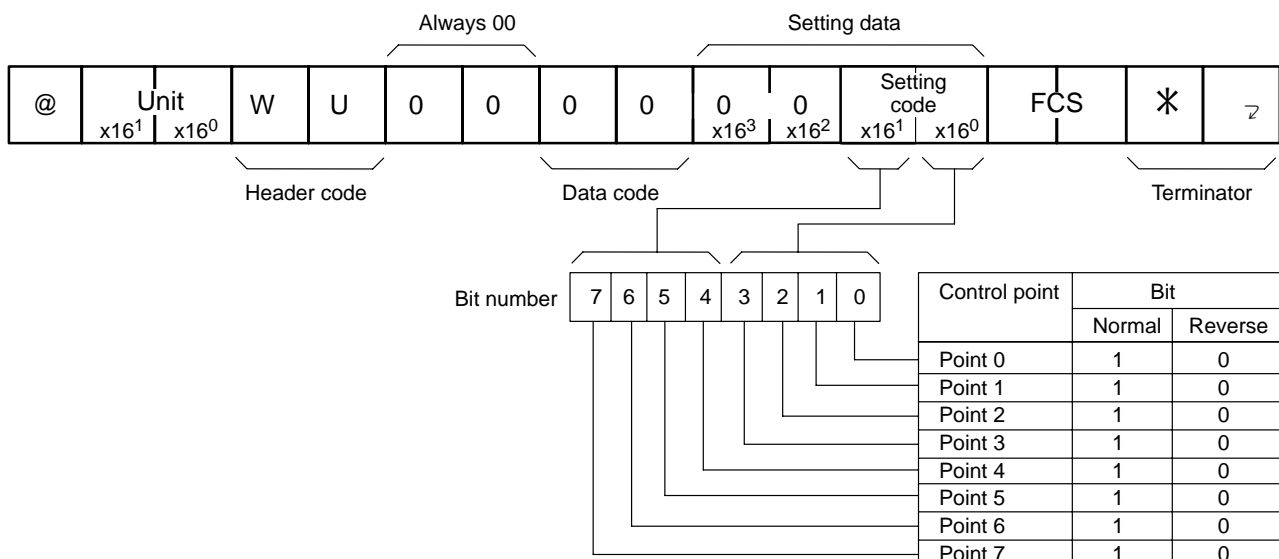 Always 00 Setting data
@ Unit x16¹ x16⁰ W U 0 0 0 0 0 x16³ 0 x16² Setting code x16¹ x16⁰ FCS *
Header code Data code Terminator
Bit number 7 6 5 4 3 2 1 0
Control point Bit
Normal Reverse
Point 0 1 0
Point 1 1 0
Point 2 1 0
Point 3 1 0
Point 4 1 0
Point 5 1 0
Point 6 1 0
Point 7 1 0